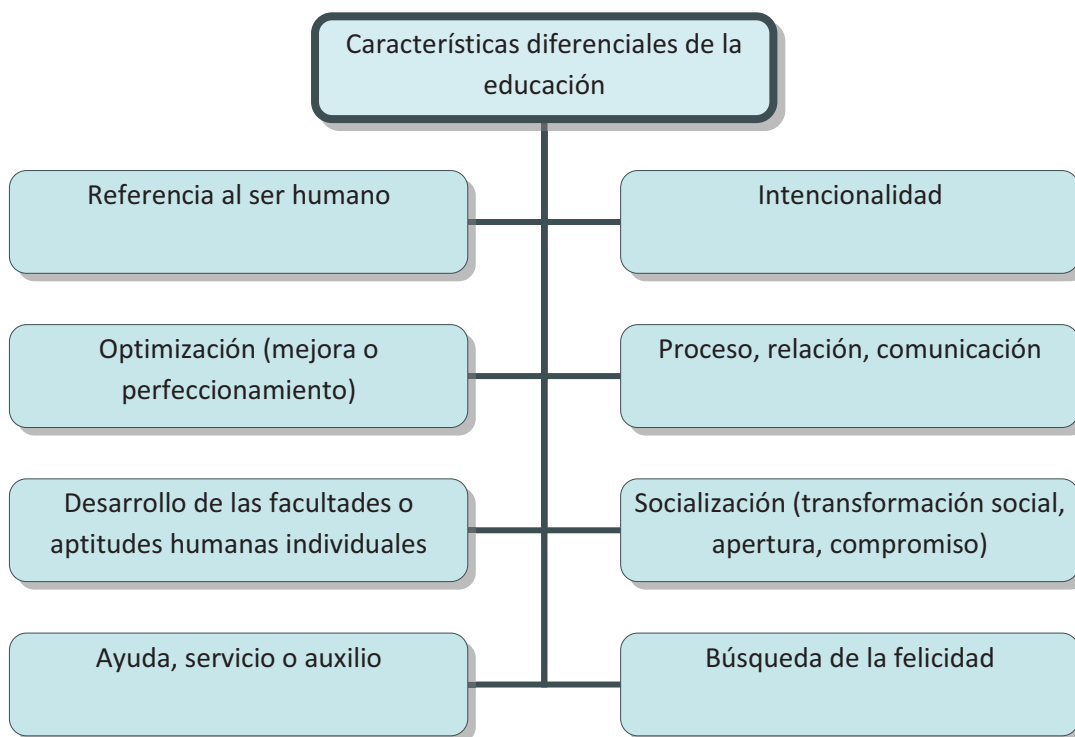 Características diferenciales de la
educación
Referencia al ser humano
Intencionalidad
Optimización (mejora o
perfeccionamiento)
Proceso, relación, comunicación
Desarrollo de las facultades o
aptitudes humanas individuales
Socialización (transformación social,
apertura, compromiso)
Ayuda, servicio o auxilio
Búsqueda de la felicidad